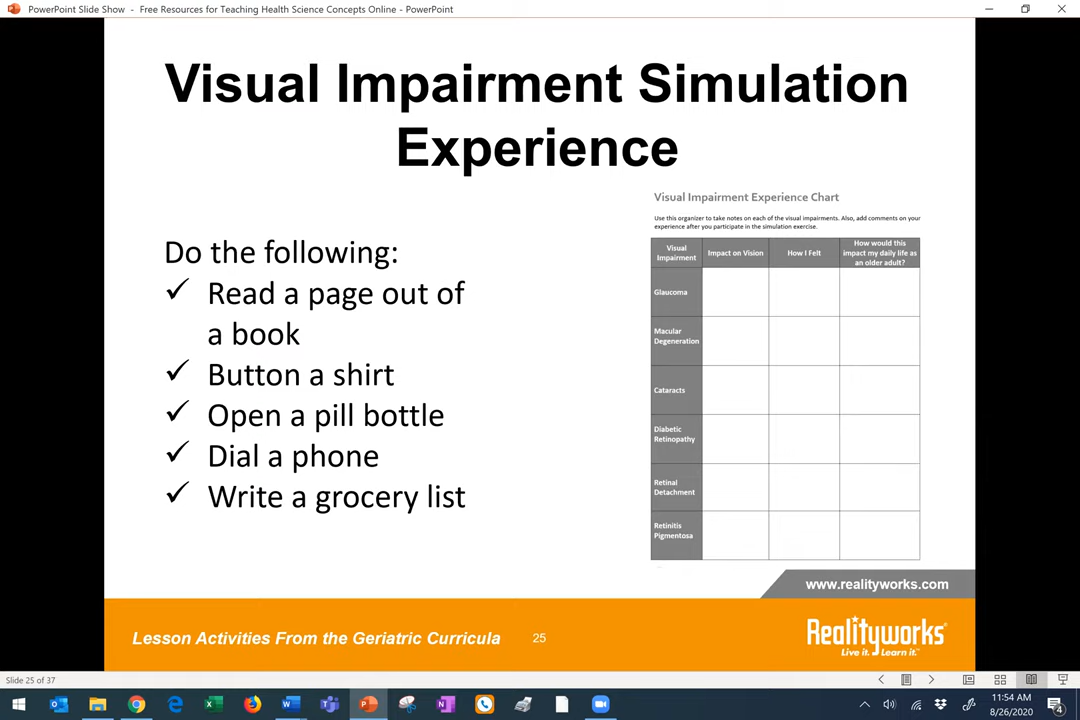 PowerPoint Slide Show - Free Resources for Teaching Health Science Concepts Online - PowerPoint
Visual Impairment Simulation
Experience
Do the following:
✓ Read a page out of
a book
✓ Button a shirt
✓ Open a pill bottle
✓ Dial a phone
✓ Write a grocery list
Visual Impairment Experience Chart
Use this organizer to take notes on each of the visual impairments. Also, add comments on your
experience after you participate in the simulation exercise.
Visual
Impairment
Impact on Vision
How I Felt
How would this
impact my daily life as
an older adult?
Glaucoma
Macular
Degeneration
Cataracts
Diabetic
Retinopathy
Retinal
Detachment
Retinitis
Pigmentosa
www.realityworks.com
Lesson Activities From the Geriatric Curricula
25
Realityworks®
Live it. Learn it.™
Slide 25 of 37
11:54 AM
8/26/2020
4